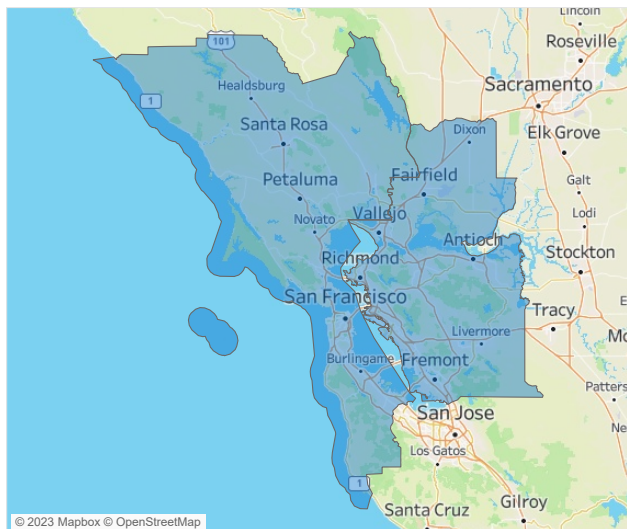 Lincoln
101
Roseville
Healdsburg
Sacramento
1
Santa Rosa
Dixon
Elk Grove
Fairfield
Petaluma
Galt
Vallejo
Novato
Lodi
Antioch
Richmond
Stockton
San Francisco
Tracy
Livermore
Burlingame
Fremont
Patters
San Jose
Los Gatos
1
Gilroy
Santa Cruz
© 2023 Mapbox © OpenStreetMap